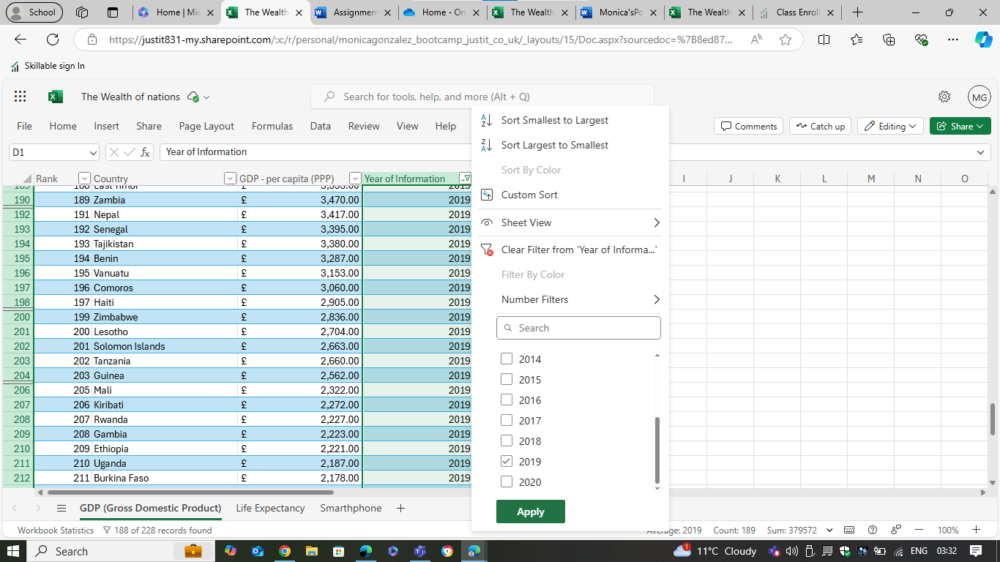 School
Home | Mic
The Wealth
Assignmen
Home - On
The Wealth
Monica'sPo
The Wealth
Class Enroll
https://justit831-my.sharepoint.com/:x:/r/personal/monicagonzalez_bootcamp_justit_co_uk/_layouts/15/Doc.aspx?sourcedoc=%7B8ed87...
Skillable sign In
The Wealth of nations
Search for tools, help, and more (Alt + Q)
MG
File Home Insert Share Page Layout Formulas Data Review View Help
Comments Catch up Editing Share
D1 fx Year of Information
Rank Country GDP - per capita (PPP) Year of Information I J K L M N O
190 189 Zambia £ 3,470.00 2019
192 191 Nepal £ 3,417.00 2019
193 192 Senegal £ 3,395.00 2019
194 193 Tajikistan £ 3,380.00 2019
195 194 Benin £ 3,287.00 2019
196 195 Vanuatu £ 3,153.00 2019
197 196 Comoros £ 3,060.00 2019
198 197 Haiti £ 2,905.00 2019
200 199 Zimbabwe £ 2,836.00 2019
201 200 Lesotho £ 2,704.00 2019
202 201 Solomon Islands £ 2,663.00 2019
203 202 Tanzania £ 2,660.00 2019
204 203 Guinea £ 2,562.00 2019
206 205 Mali £ 2,322.00 2019
207 206 Kiribati £ 2,272.00 2019
208 207 Rwanda £ 2,227.00 2019
209 208 Gambia £ 2,223.00 2019
210 209 Ethiopia £ 2,221.00 2019
211 210 Uganda £ 2,187.00 2019
212 211 Burkina Faso £ 2,178.00 2019
Sort Smallest to Largest
Sort Largest to Smallest
Sort By Color
Custom Sort
Sheet View
Clear Filter from 'Year of Informa...'
Filter By Color
Number Filters
Search
2014
2015
2016
2017
2018
2019
2020
Apply
GDP (Gross Domestic Product) Life Expectancy Smarthphone
Workbook Statistics 188 of 228 records found
Average: 2019 Count: 189 Sum: 379572 100%
Search
1 11°C Cloudy ENG 03:32